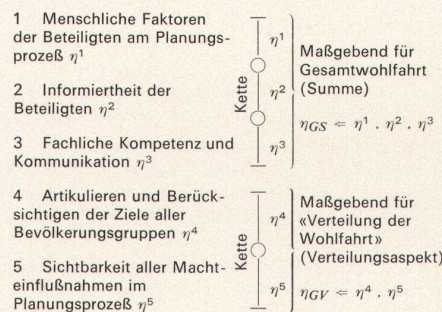 1 Menschliche Faktoren
der Beteiligten am Planungs-
prozeß η¹
2 Informiertheit der
Beteiligten η²
3 Fachliche Kompetenz und
Kommunikation η³
Kette
η¹
η²
η³
Maßgebend für
Gesamtwohlfahrt
(Summe)
ηGS ⇐ η¹ . η² . η³
4 Artikulieren und Berück-
sichtigen der Ziele aller
Bevölkerungsgruppen η⁴
5 Sichtbarkeit aller Macht-
einflußnahmen im
Planungsprozeß η⁵
Kette
η⁴
η⁵
Maßgebend für
«Verteilung der
Wohlfahrt»
(Verteilungsaspekt)
ηGV ⇐ η⁴ . η⁵